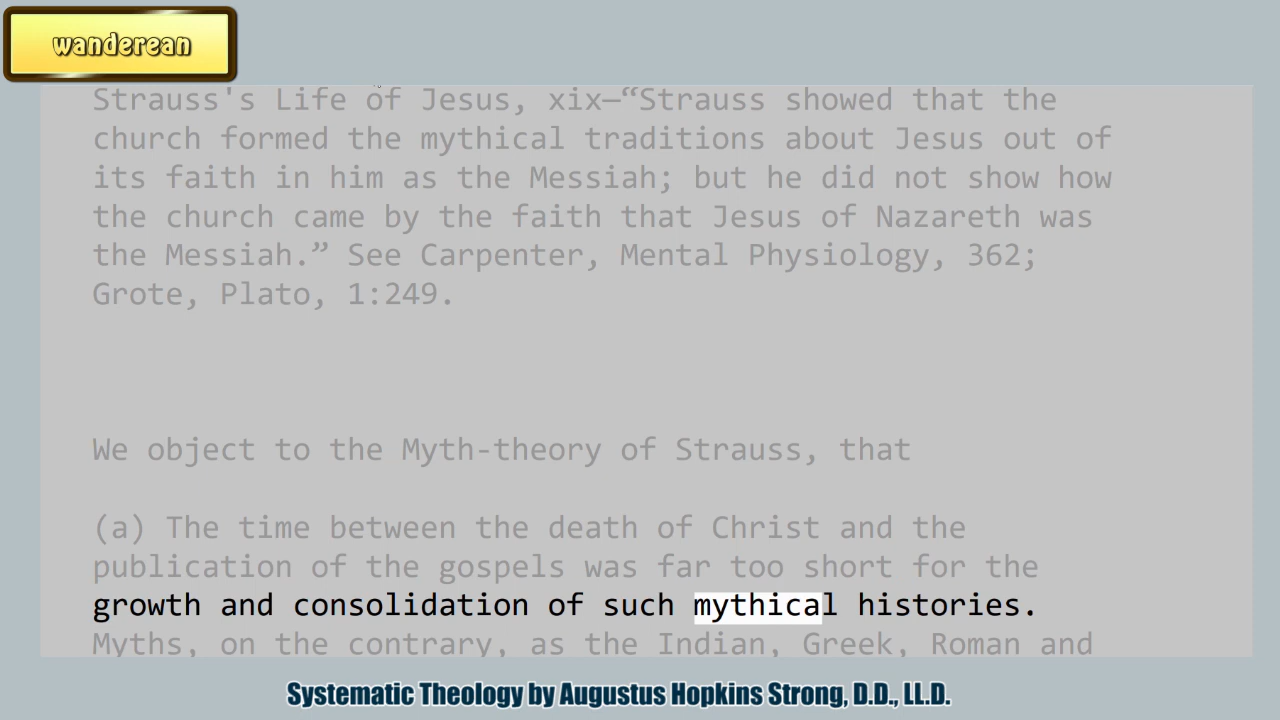 wanderean
Strauss's Life of Jesus, xix—“Strauss showed that the
church formed the mythical traditions about Jesus out of
its faith in him as the Messiah; but he did not show how
the church came by the faith that Jesus of Nazareth was
the Messiah.” See Carpenter, Mental Physiology, 362;
Grote, Plato, 1:249.
We object to the Myth-theory of Strauss, that
(a) The time between the death of Christ and the
publication of the gospels was far too short for the
growth and consolidation of such mythical histories.
Myths, on the contrary, as the Indian, Greek, Roman and
Systematic Theology by Augustus Hopkins Strong, D.D., LL.D.